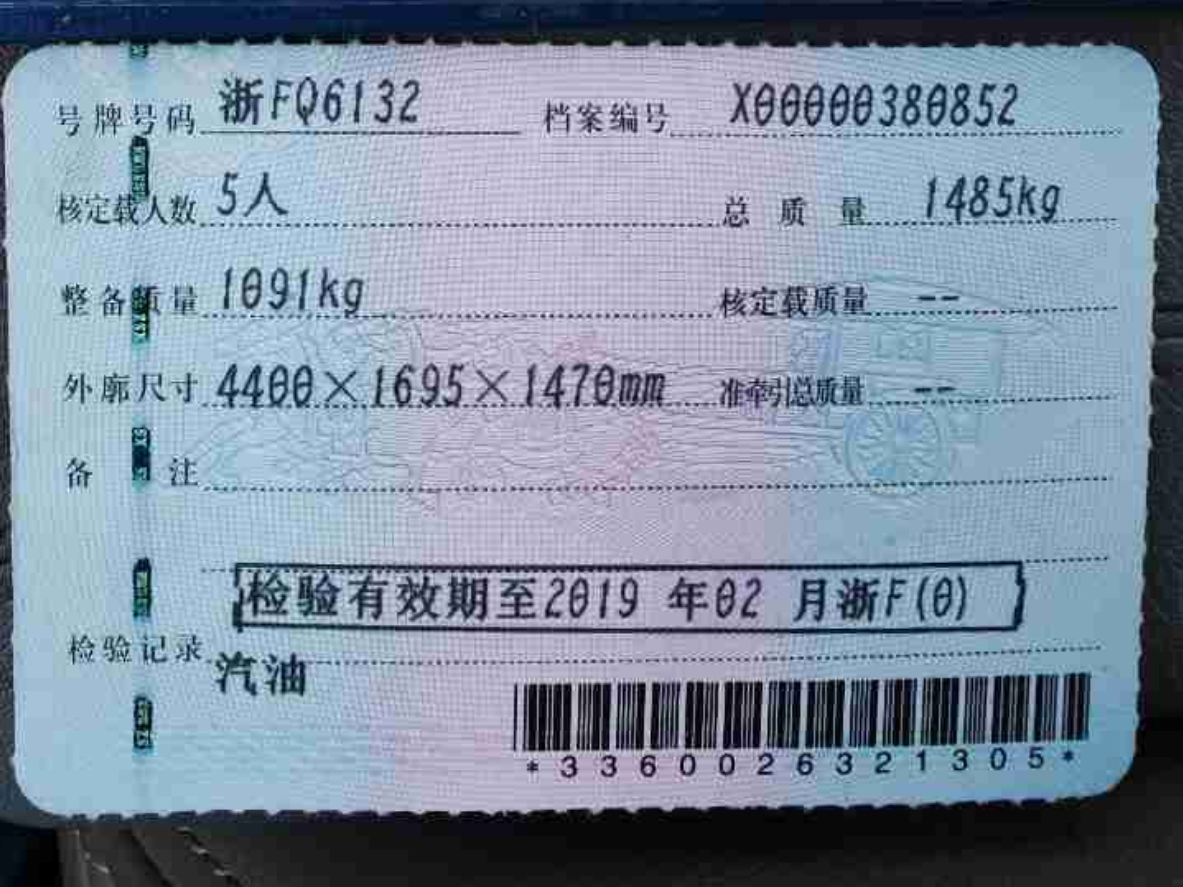 号牌号码 浙FQ6132 档案编号 X00000380852
核定载人数 5人 总质量 1485kg
整备质量 1091kg 核定载质量 --
外廓尺寸 4400×1695×1470mm 准牵引总质量 --
备注
检验有效期至2019 年02 月浙F(0)
检验记录
汽油
*3360026321305*